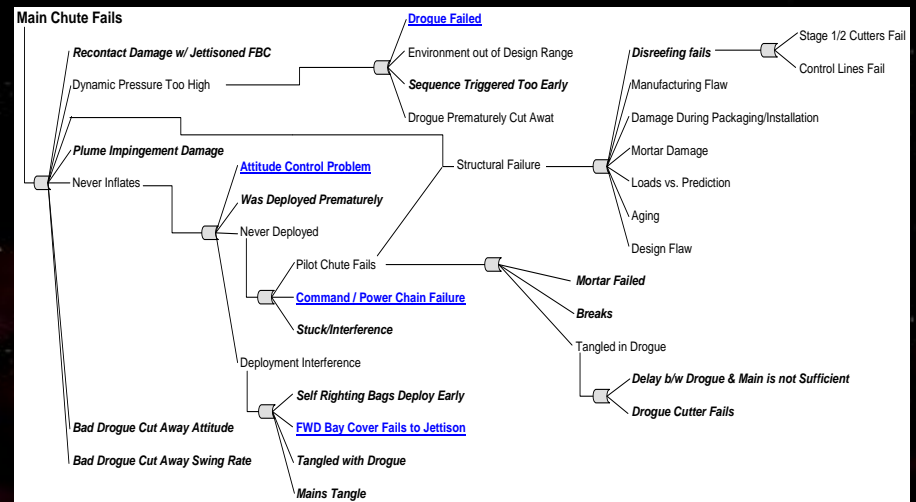 Main Chute Fails
Recontact Damage w/ Jettisoned FBC
Dynamic Pressure Too High
Plume Impingement Damage
Never Inflates
Bad Drogue Cut Away Attitude
Bad Drogue Cut Away Swing Rate
Drogue Failed
Environment out of Design Range
Sequence Triggered Too Early
Drogue Prematurely Cut Awat
Attitude Control Problem
Was Deployed Prematurely
Never Deployed
Deployment Interference
Pilot Chute Fails
Command / Power Chain Failure
Stuck/Interference
Self Righting Bags Deploy Early
FWD Bay Cover Fails to Jettison
Tangled with Drogue
Mains Tangle
Structural Failure
Disreefing fails
Manufacturing Flaw
Damage During Packaging/Installation
Mortar Damage
Loads vs. Prediction
Aging
Design Flaw
Stage 1/2 Cutters Fail
Control Lines Fail
Mortar Failed
Breaks
Tangled in Drogue
Delay b/w Drogue & Main is not Sufficient
Drogue Cutter Fails